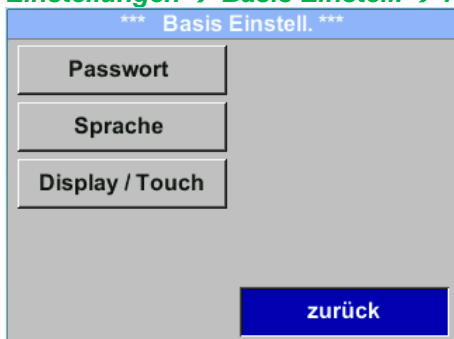 Einstellungen → Basis Einstell →
*** Basis Einstell. ***
Passwort
Sprache
Display / Touch
zurück